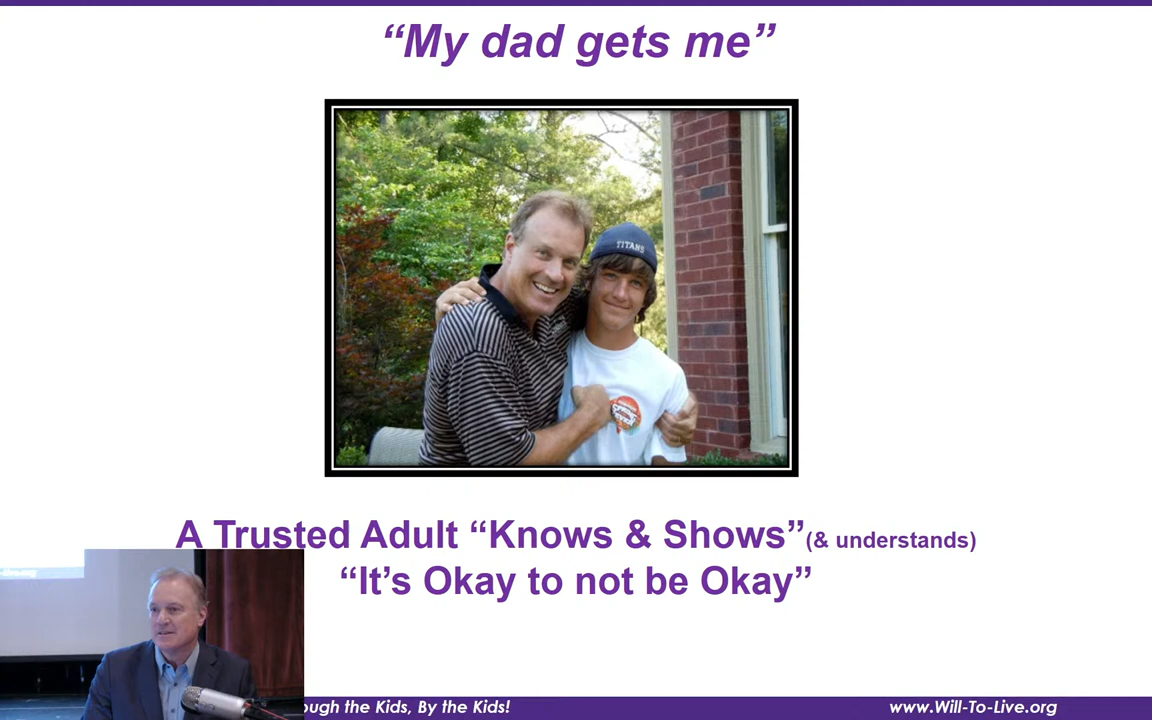 “My dad gets me”
TITANS
A Trusted Adult “Knows & Shows”(& understands)
“It’s Okay to not be Okay”
ough the Kids, By the Kids!
www.Will-To-Live.org